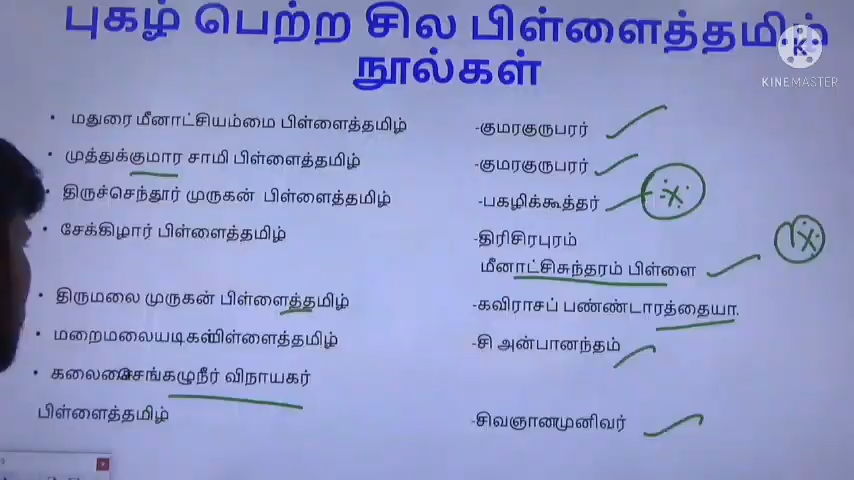 புகழ் பெற்ற சில பிள்ளைத்தமிழ்
நூல்கள்
KINEMASTER
• மதுரை மீனாட்சியம்மை பிள்ளைத்தமிழ் -குமரகுருபரர்
• முத்துக்குமார சாமி பிள்ளைத்தமிழ் -குமரகுருபரர்
• திருச்செந்தூர் முருகன் பிள்ளைத்தமிழ் -பகழிக்கூத்தர்
• சேக்கிழார் பிள்ளைத்தமிழ் -திரிசிரபுரம்
மீனாட்சிசுந்தரம் பிள்ளை
• திருமலை முருகன் பிள்ளைத்தமிழ் -கவிராசப் பண்டாரத்தையா.
• மறைமலையடிகள் பிள்ளைத்தமிழ் -சி அன்பானந்தம்
• செங்கழுநீர் விநாயகர்
பிள்ளைத்தமிழ் -சிவஞானமுனிவர்